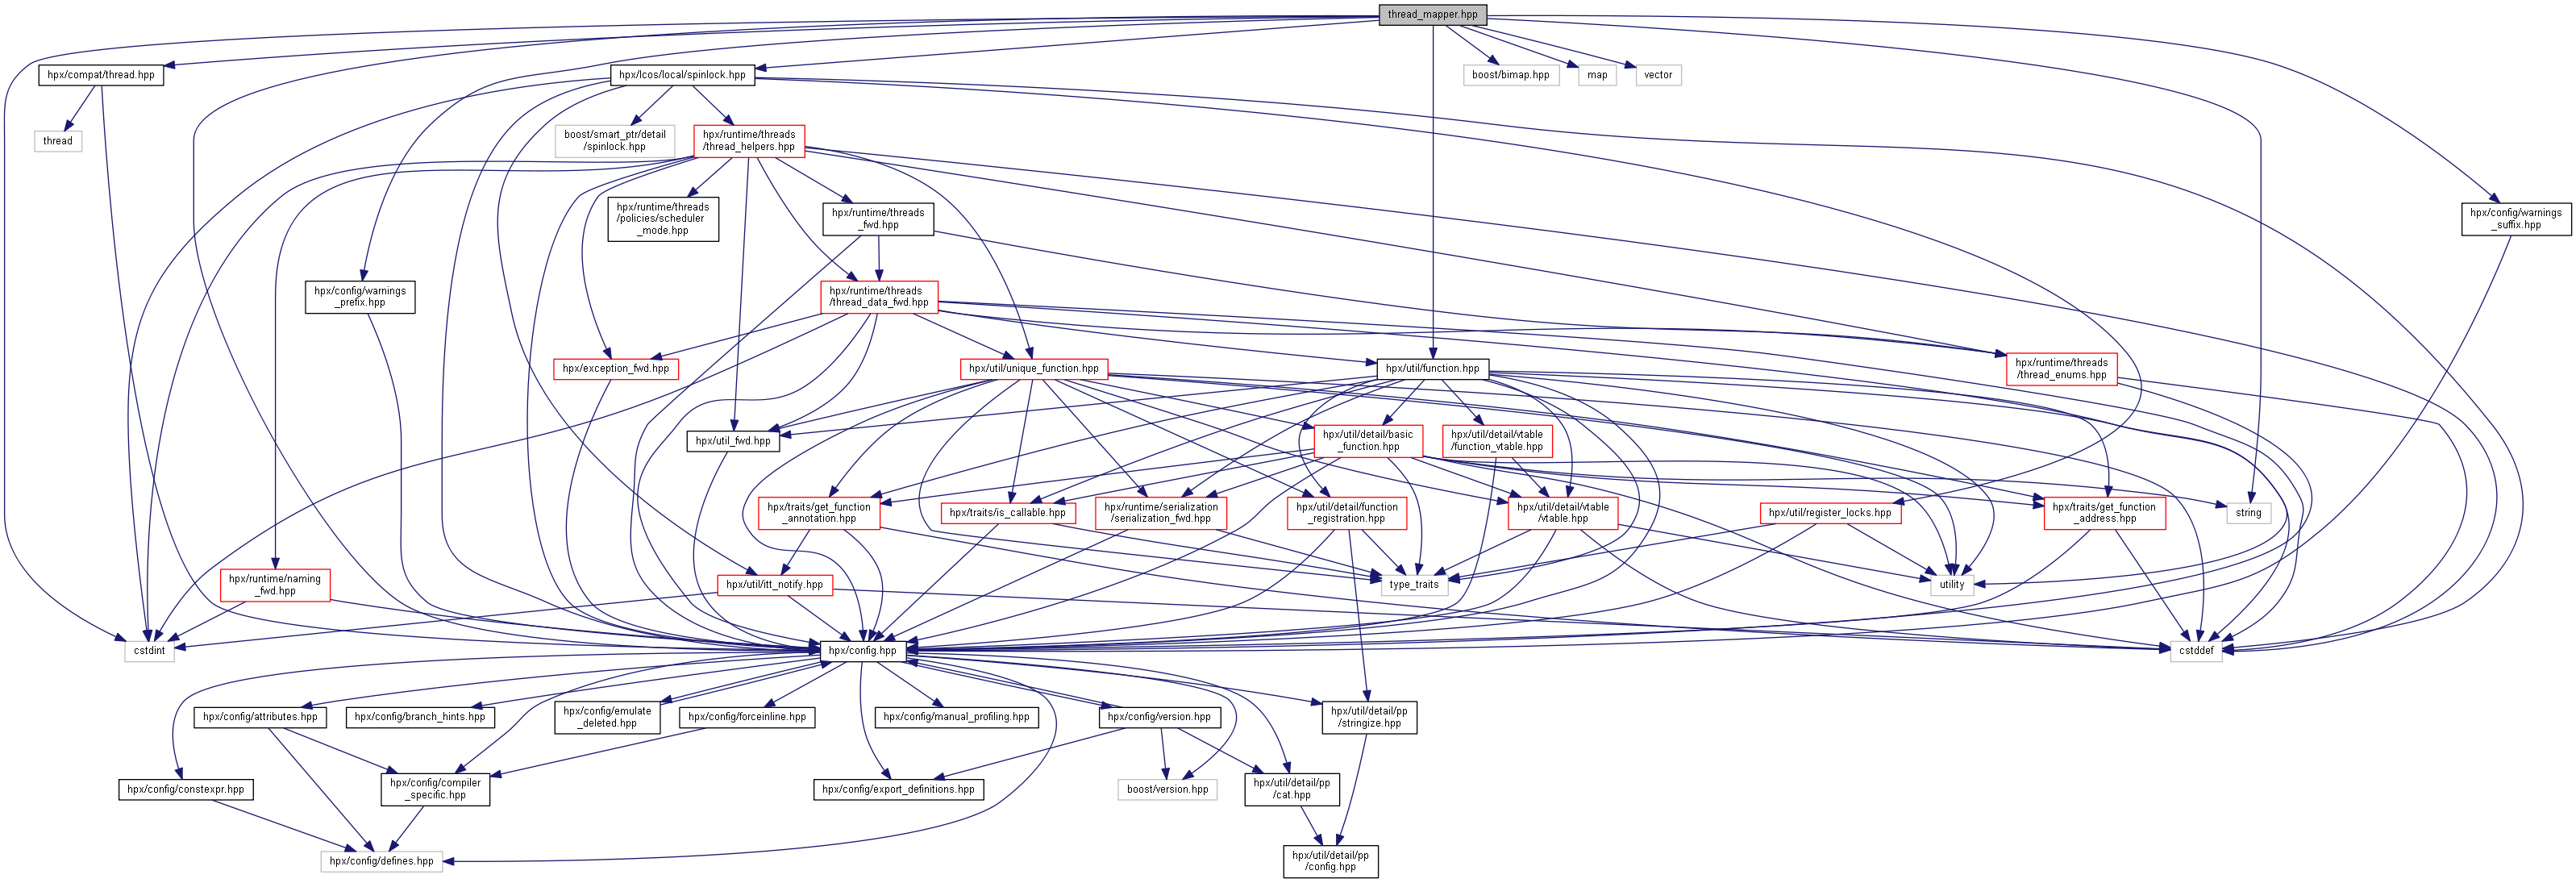 thread_mapper.hpp
hpx/compat/thread.hpp
hpx/lcos/local/spinlock.hpp
boost/bimap.hpp
map
vector
thread
boost/smart_ptr/detail
/spinlock.hpp
hpx/runtime/threads
/thread_helpers.hpp
hpx/runtime/threads
/policies/scheduler
_mode.hpp
hpx/runtime/threads
_fwd.hpp
hpx/config/warnings
_suffix.hpp
hpx/config/warnings
_prefix.hpp
hpx/runtime/threads
/thread_data_fwd.hpp
hpx/exception_fwd.hpp
hpx/util/unique_function.hpp
hpx/util/function.hpp
hpx/runtime/threads
/thread_enums.hpp
hpx/util_fwd.hpp
hpx/util/detail/basic
_function.hpp
hpx/util/detail/vtable
/function_vtable.hpp
hpx/traits/get_function
_annotation.hpp
hpx/traits/is_callable.hpp
hpx/runtime/serialization
/serialization_fwd.hpp
hpx/util/detail/function
_registration.hpp
hpx/util/detail/vtable
/vtable.hpp
hpx/util/register_locks.hpp
hpx/traits/get_function
_address.hpp
string
hpx/runtime/naming
_fwd.hpp
hpx/util/itt_notify.hpp
type_traits
utility
cstdint
hpx/config.hpp
cstddef
hpx/config/attributes.hpp
hpx/config/branch_hints.hpp
hpx/config/emulate
_deleted.hpp
hpx/config/forceinline.hpp
hpx/config/manual_profiling.hpp
hpx/config/version.hpp
hpx/util/detail/pp
/stringize.hpp
hpx/config/constexpr.hpp
hpx/config/compiler
_specific.hpp
hpx/config/export_definitions.hpp
boost/version.hpp
hpx/util/detail/pp
/cat.hpp
hpx/config/defines.hpp
hpx/util/detail/pp
/config.hpp